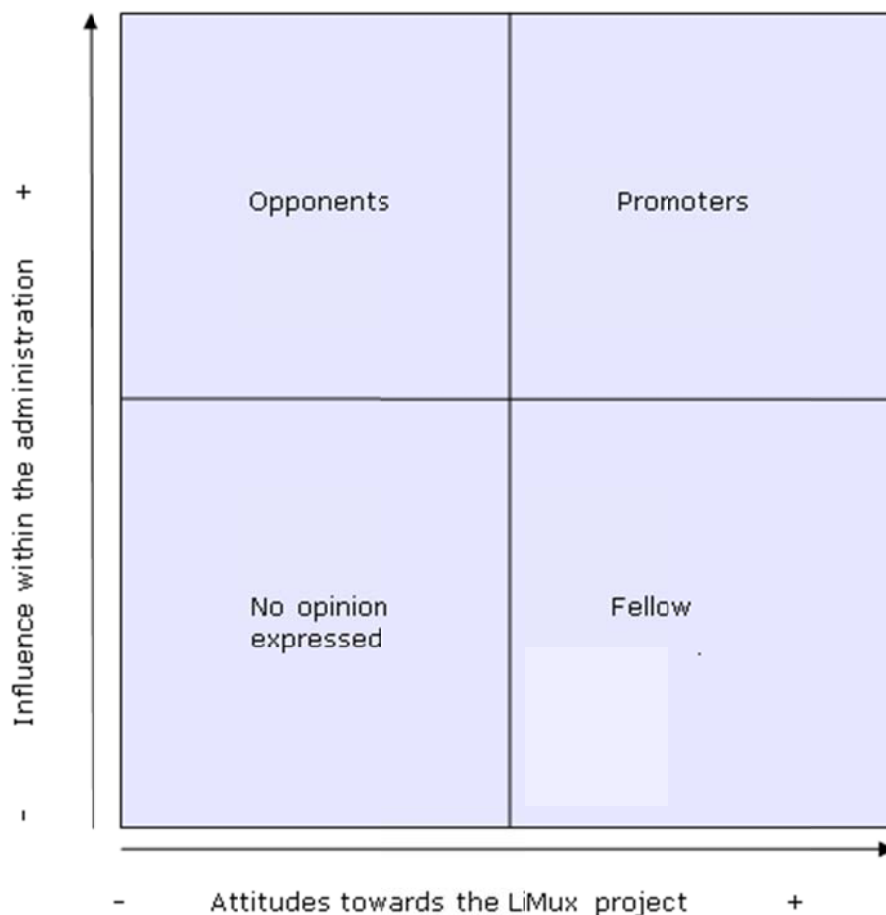 +
Influence within the administration
-
Opponents
Promoters
No opinion
expressed
Fellow
- Attitudes towards the LiMux project +